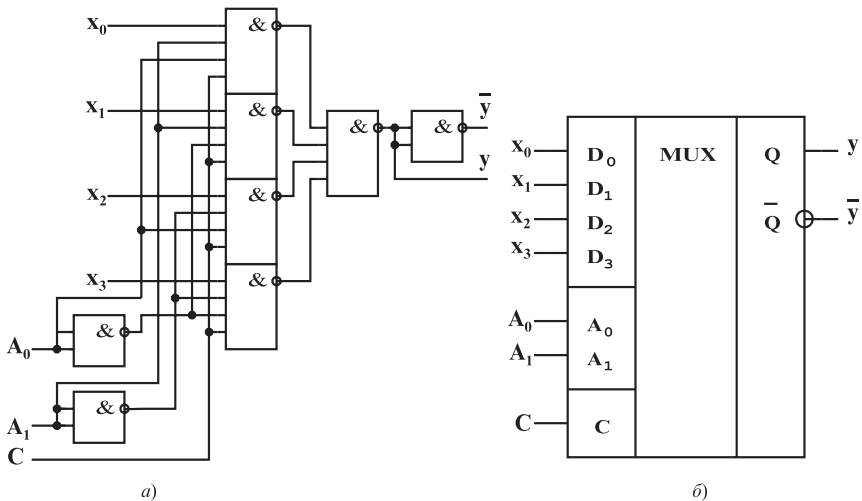 x₀ &
x₁ &
& & y̅
y
x₂ &
x₃ &
A₀ &
A₁ &
C
а)
x₀ D₀ MUX Q y
x₁ D₁
x₂ D₂ Q̅ y̅
x₃ D₃
A₀ A₀
A₁ A₁
C C
б)